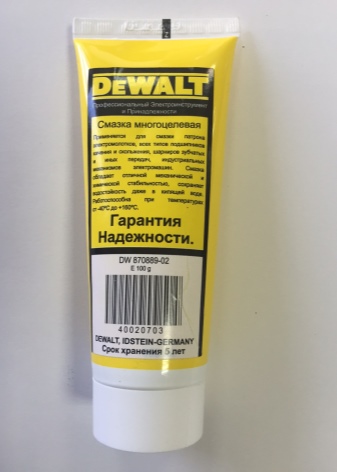 DEWALT
Профессиональный Электроинструмент
и Принадлежности
Смазка многоцелевая
Применяется для смазки патрона
электромолотков, всех типов подшипников
качения и скольжения, шарниров зубчатых
и иных передач, индустриальных
механизмов электромашин. Смазка
обладает отличной механической и
химической стабильностью, сохраняет
водостойкость даже в кипящей воде.
Работоспособна при температурах
от -40°С до +160°С.
Гарантия
Надежности.
DW 870889-02
E 100 g
40020703
DEWALT, IDSTEIN-GERMANY
Срок хранения 5 лет